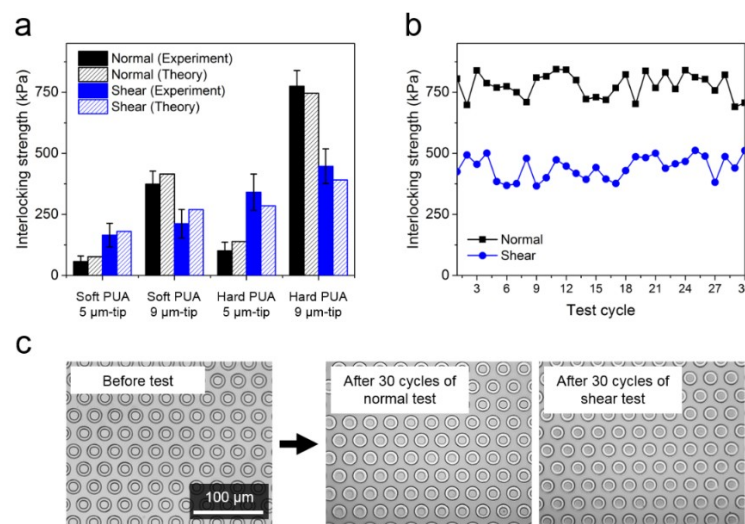 a
Normal (Experiment)
Normal (Theory)
Shear (Experiment)
Shear (Theory)
Interlocking strength (kPa)
750
500
250
0
Soft PUA
5 μm-tip
Soft PUA
9 μm-tip
Hard PUA
5 μm-tip
Hard PUA
9 μm-tip
b
Interlocking strength (kPa)
750
500
250
0
Normal
Shear
3 6 9 12 15 18 21 24 27 30
Test cycle
c
Before test
100 μm
After 30 cycles of
normal test
After 30 cycles of
shear test